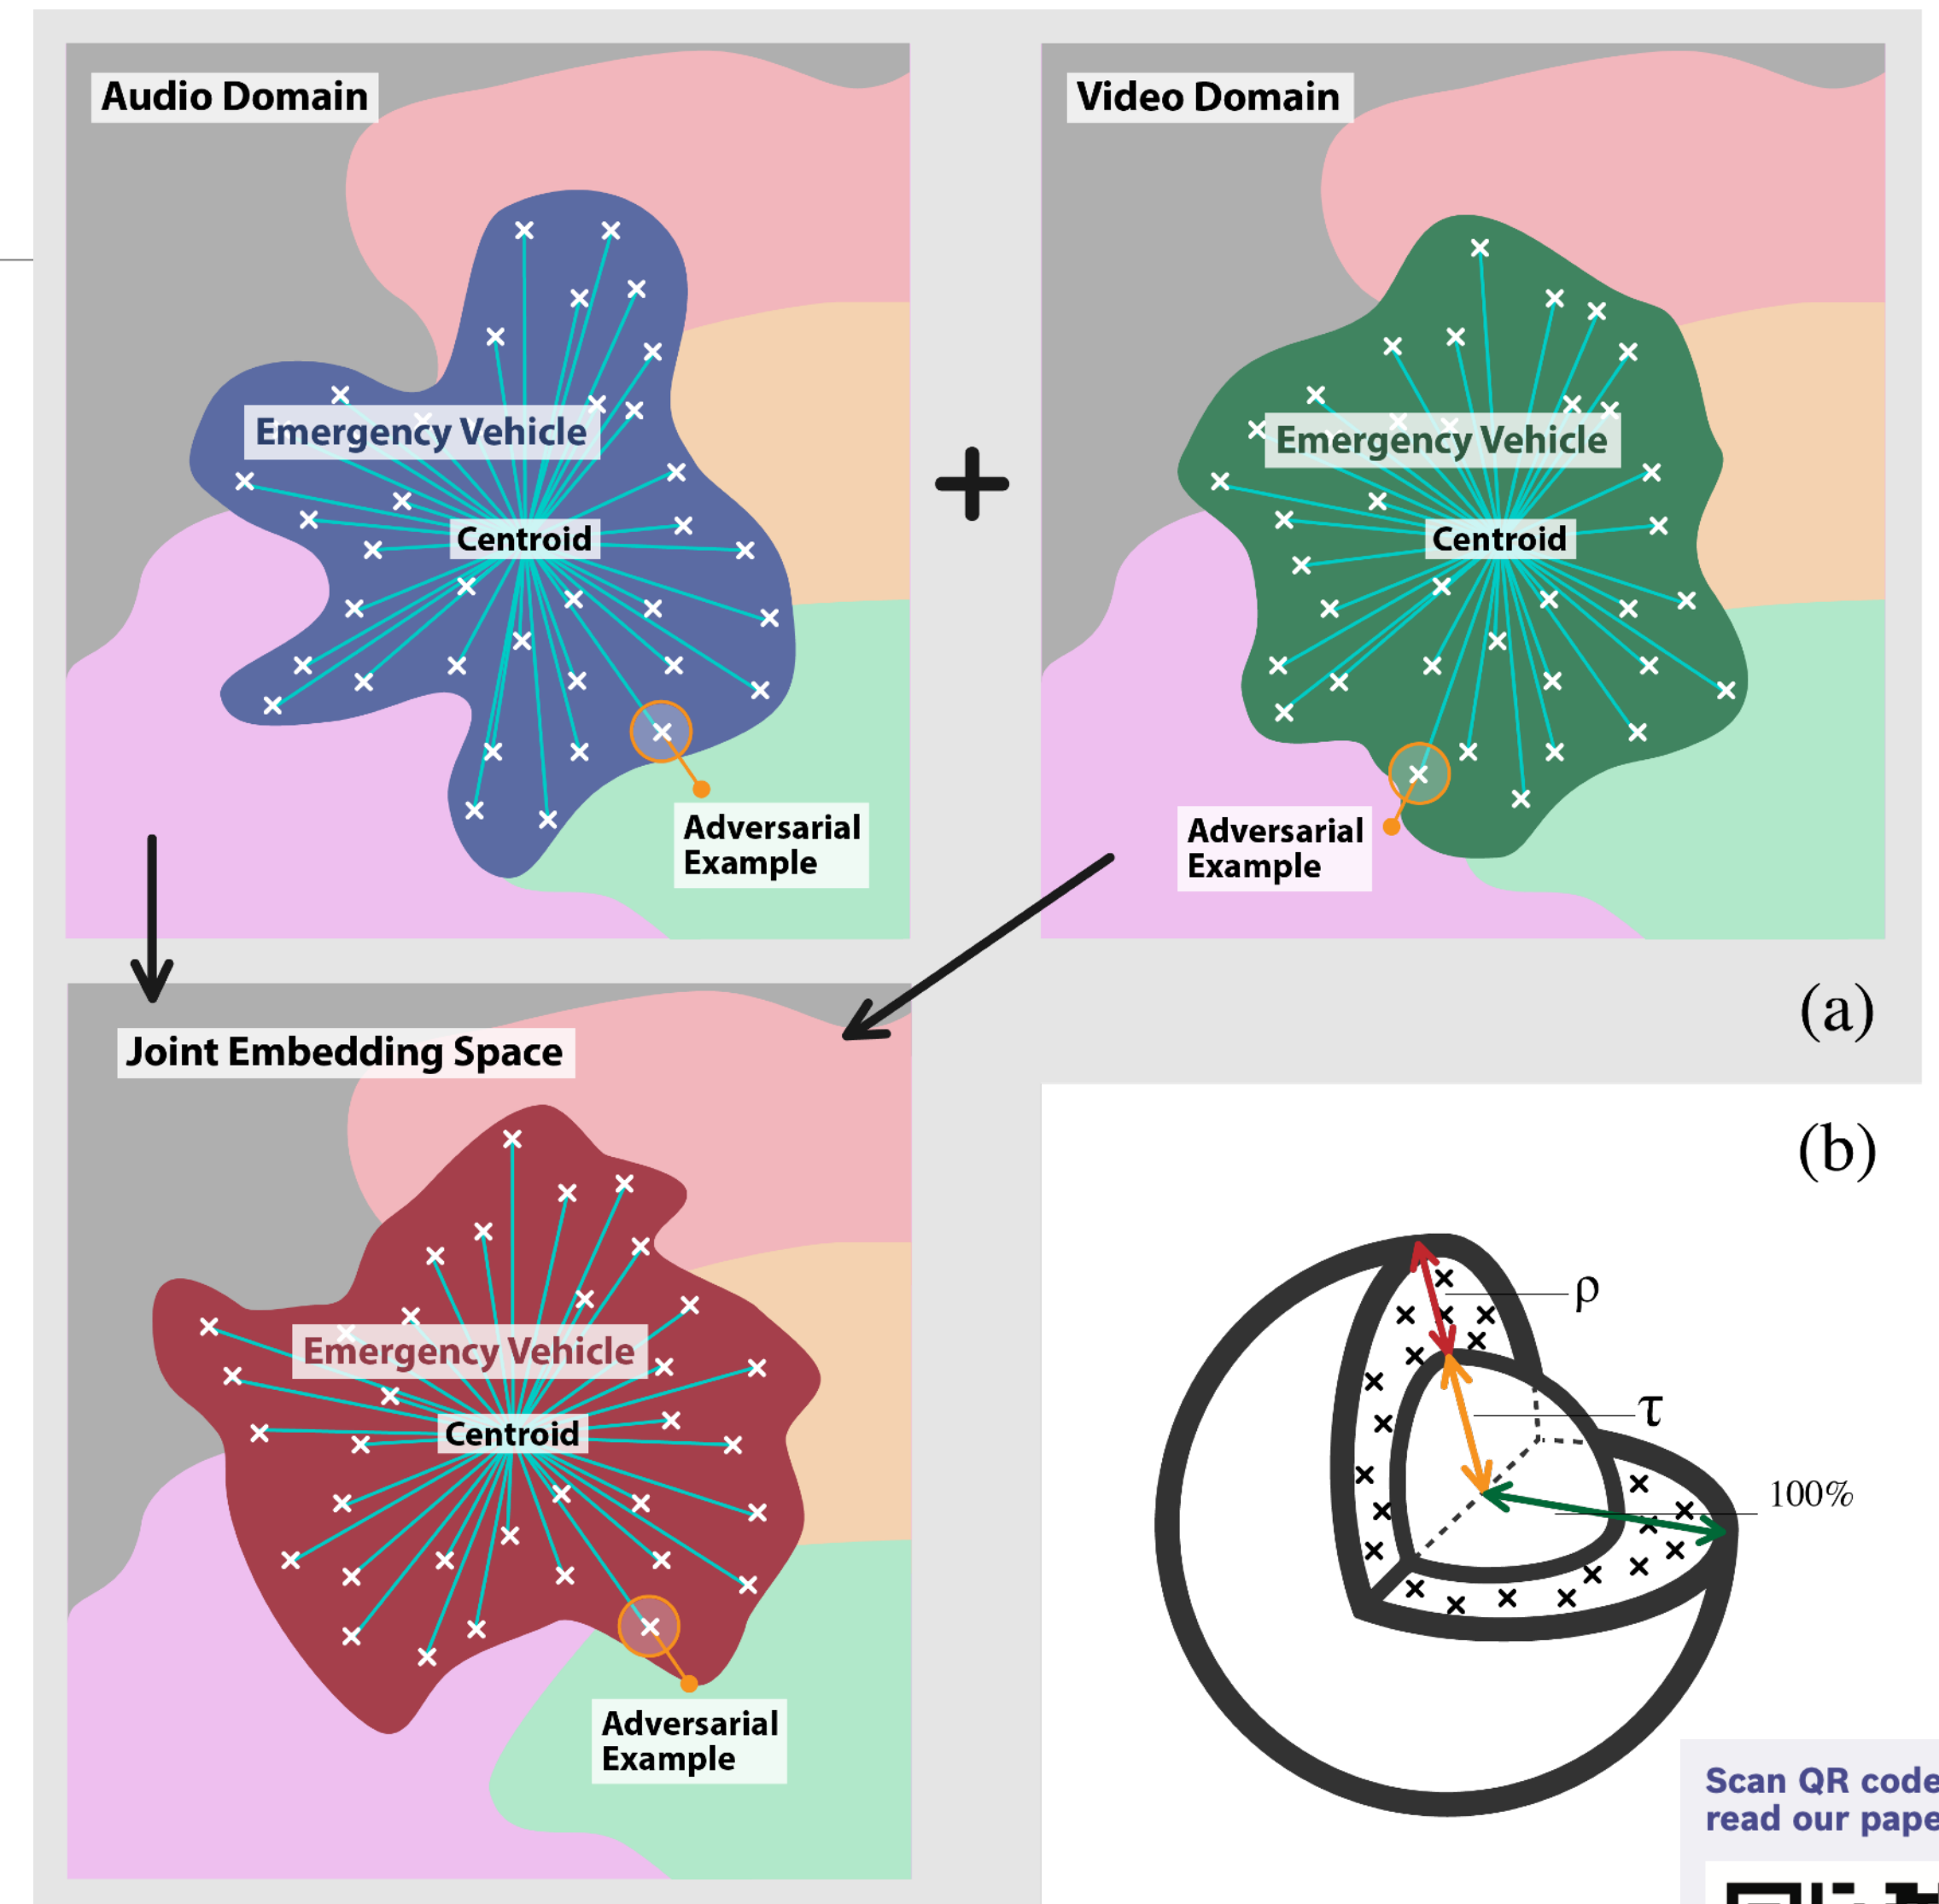 Audio Domain
Emergency Vehicle
Centroid
Adversarial
Example
+
Video Domain
Emergency Vehicle
Centroid
Adversarial
Example
(a)
Joint Embedding Space
Emergency Vehicle
Centroid
Adversarial
Example
(b)
ρ
τ
100%
Scan QR code
read our pape